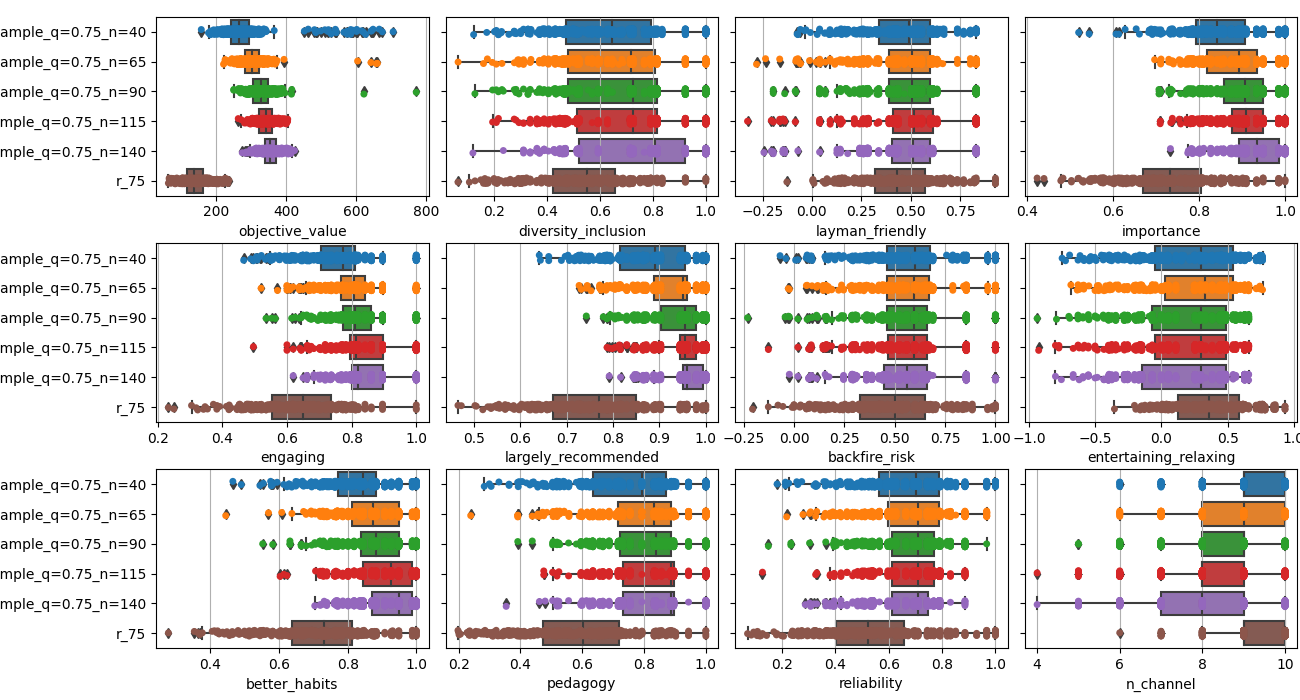 ample_q=0.75_n=40
ample_q=0.75_n=65
ample_q=0.75_n=90
mple_q=0.75_n=115
mple_q=0.75_n=140
r_75
200 400 600 800
0.2 0.4 0.6 0.8 1.0
−0.25 0.00 0.25 0.50 0.75
0.4 0.6 0.8 1.0
objective_value
diversity_inclusion
layman_friendly
importance
ample_q=0.75_n=40
ample_q=0.75_n=65
ample_q=0.75_n=90
mple_q=0.75_n=115
mple_q=0.75_n=140
r_75
0.2 0.4 0.6 0.8 1.0
0.5 0.6 0.7 0.8 0.9 1.0
−0.25 0.00 0.25 0.50 0.75 1.00
−1.0 −0.5 0.0 0.5 1.0
engaging
largely_recommended
backfire_risk
entertaining_relaxing
ample_q=0.75_n=40
ample_q=0.75_n=65
ample_q=0.75_n=90
mple_q=0.75_n=115
mple_q=0.75_n=140
r_75
0.4 0.6 0.8 1.0
0.2 0.4 0.6 0.8 1.0
0.2 0.4 0.6 0.8 1.0
4 6 8 10
better_habits
pedagogy
reliability
n_channel